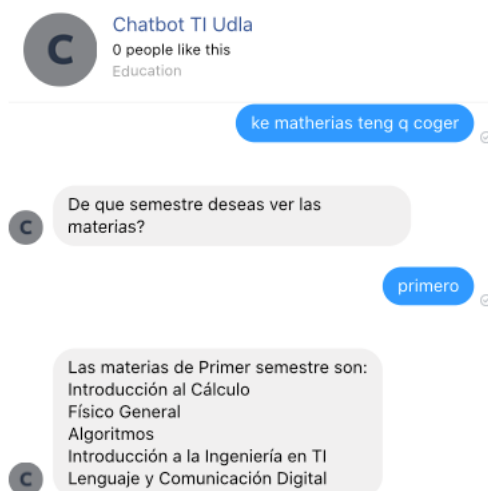 C
Chatbot TI Udla
0 people like this
Education
ke matherias teng q coger
De que semestre deseas ver las
materias?
C
primero
Las materias de Primer semestre son:
Introducción al Cálculo
Físico General
Algoritmos
Introducción a la Ingeniería en TI
Lenguaje y Comunicación Digital
C